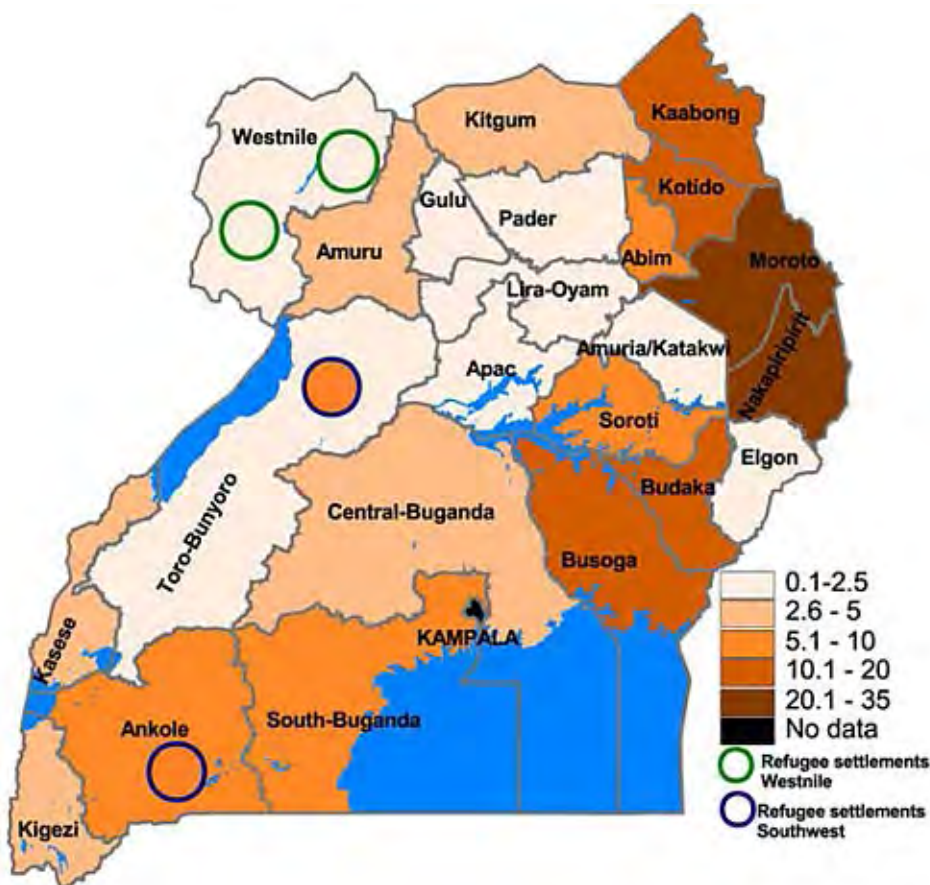 Kaabong
Kitgum
Westnile
Kotido
Gulu
Pader
Abim
Amuru
Moroto
Lira-Oyam
Amuria/Katakwi
Apac
Nakapiripirit
Soroti
Elgon
Budaka
Central-Buganda
Toro-Bunyoro
Busoga
KAMPALA
Kasese
South-Buganda
Ankole
Kigezi
0.1-2.5
2.6 - 5
5.1 - 10
10.1 - 20
20.1 - 35
No data
Refugee settlements
Westnile
Refugee settlements
Southwest